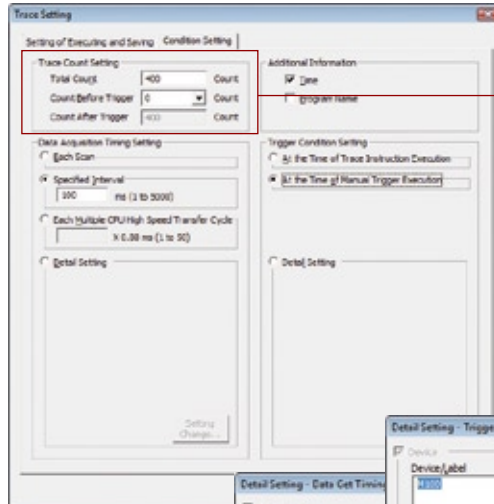 Trace Setting
Setting of Executing and Saving
Condition Setting
Trace Count Setting
Total Count 400 Count
Count Before Trigger 0 Count
Count After Trigger 400 Count
Additional Information
Time
Program Name
Data Acquisition Timing Setting
Each Scan
Specified Interval
100 ms (1 to 5000)
Each Multiple CPU High Speed Transfer Cycle
X 0.88 ms (1 to 50)
Detail Setting
Setting Change...
Trigger Condition Setting
At the Time of Trace Instruction Execution
At the Time of Manual Trigger Execution
Detail Setting
Detail Setting - Data Get Timing
Detail Setting - Trigge
Device
Device/Label